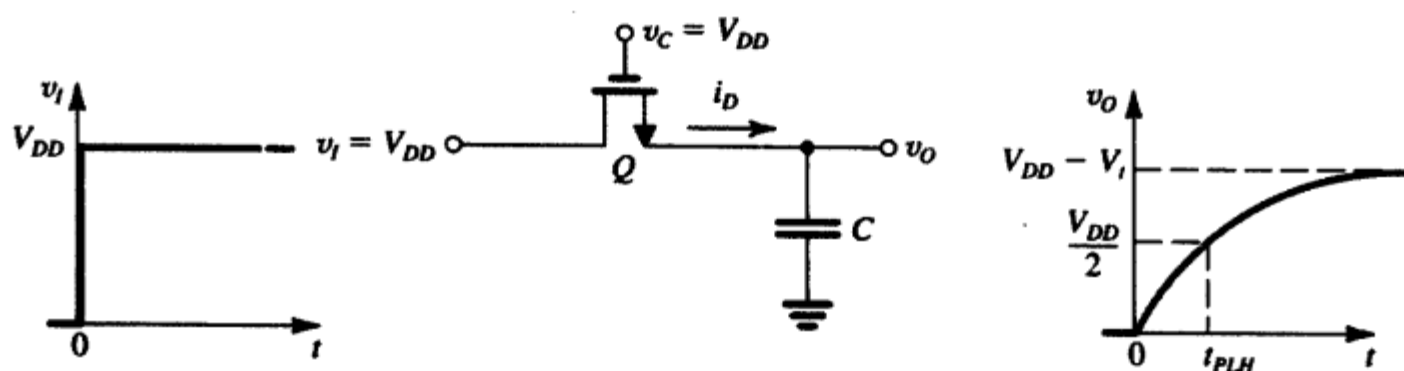 v_I
V_DD
0
t
v_C = V_DD
v_I = V_DD
Q
i_D
v_O
C
v_O
V_DD − V_t
V_DD
2
0
t_PLH
t